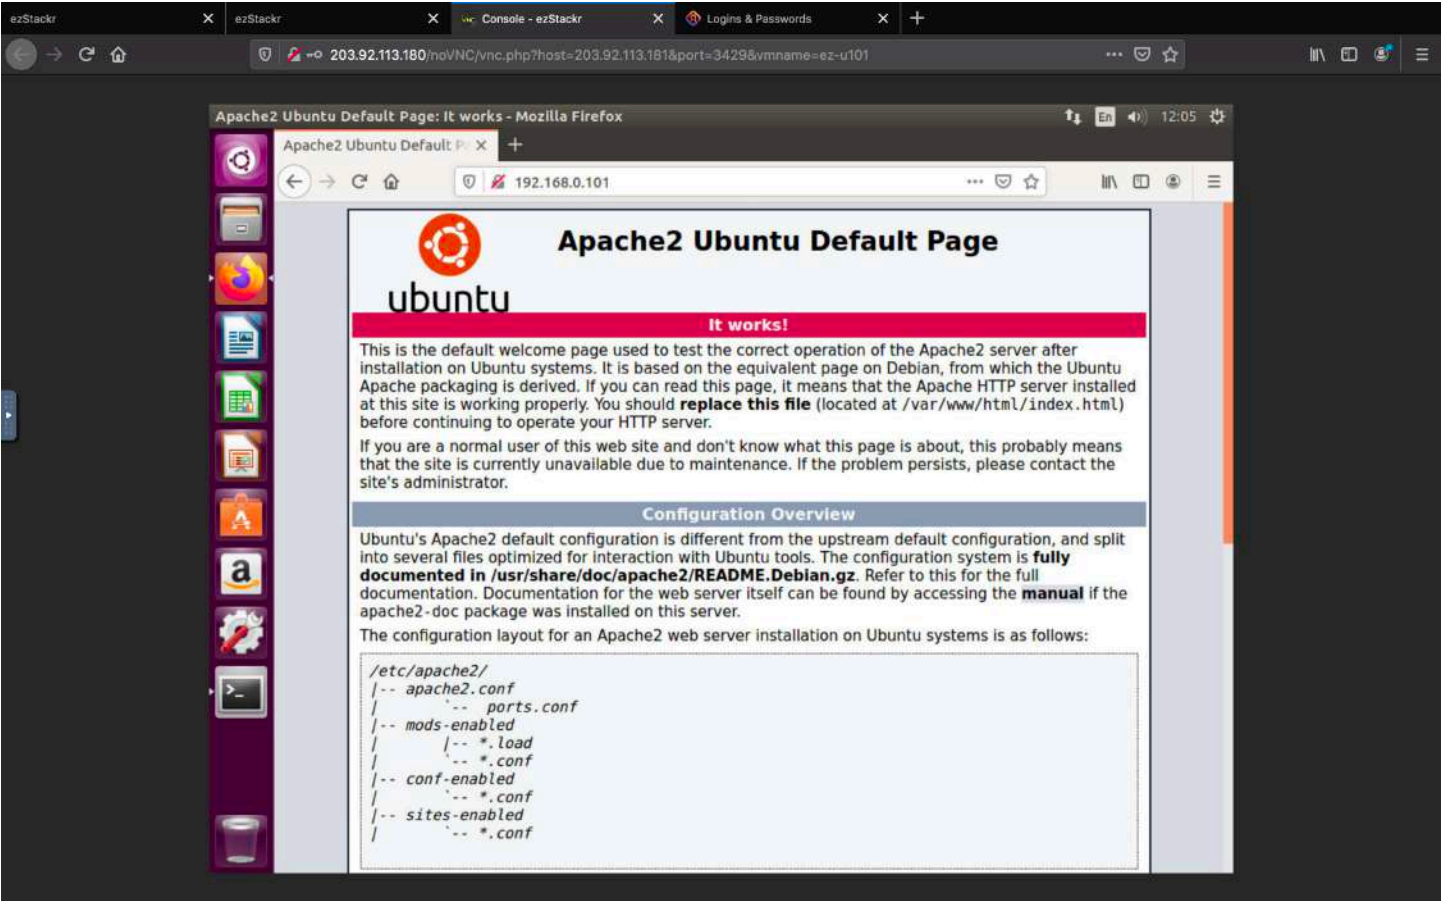 ezStackr
ezStackr
Console - ezStackr
Logins & Passwords
203.92.113.180/noVNC/vnc.php?host=203.92.113.181&port=3429&vmname=ez-u101
Apache2 Ubuntu Default Page: It works - Mozilla Firefox
En
12:05
Apache2 Ubuntu Default P
192.168.0.101
ubuntu
Apache2 Ubuntu Default Page
It works!
This is the default welcome page used to test the correct operation of the Apache2 server after
installation on Ubuntu systems. It is based on the equivalent page on Debian, from which the Ubuntu
Apache packaging is derived. If you can read this page, it means that the Apache HTTP server installed
at this site is working properly. You should replace this file (located at /var/www/html/index.html)
before continuing to operate your HTTP server.
If you are a normal user of this web site and don't know what this page is about, this probably means
that the site is currently unavailable due to maintenance. If the problem persists, please contact the
site's administrator.
Configuration Overview
Ubuntu's Apache2 default configuration is different from the upstream default configuration, and split
into several files optimized for interaction with Ubuntu tools. The configuration system is fully
documented in /usr/share/doc/apache2/README.Debian.gz. Refer to this for the full
documentation. Documentation for the web server itself can be found by accessing the manual if the
apache2-doc package was installed on this server.
The configuration layout for an Apache2 web server installation on Ubuntu systems is as follows:
/etc/apache2/
|-- apache2.conf
|       `--  ports.conf
|-- mods-enabled
|       |-- *.load
|       `-- *.conf
|-- conf-enabled
|       `-- *.conf
|-- sites-enabled
|       `-- *.conf